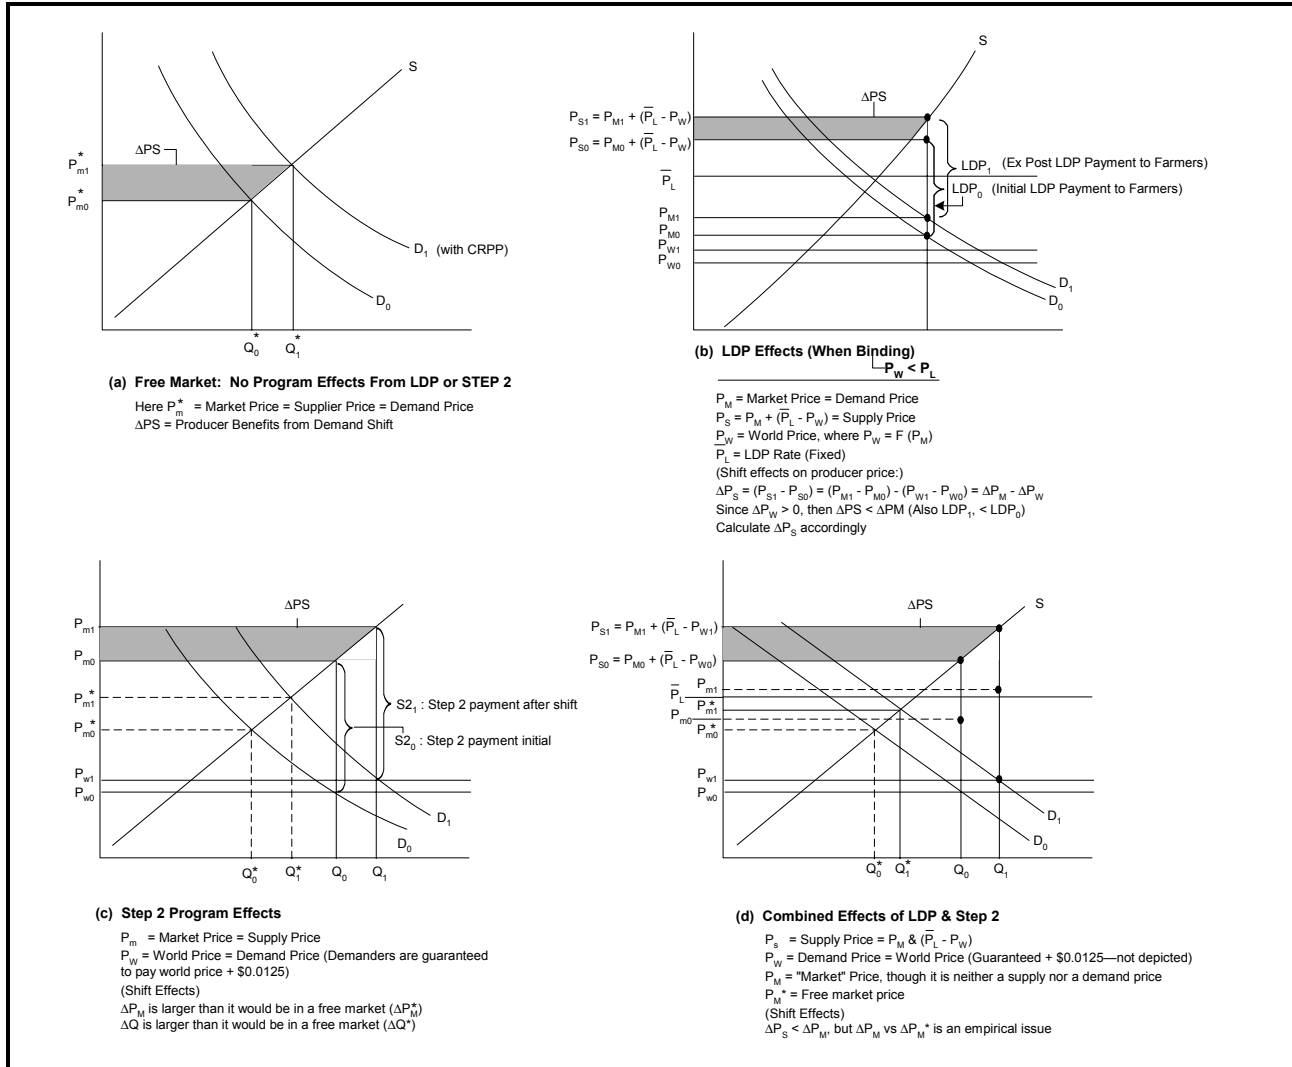 S
ΔPS
P*m1
P*m0
D1 (with CRPP)
D0
Q*0
Q*1
(a) Free Market: No Program Effects From LDP or STEP 2
Here P*m = Market Price = Supplier Price = Demand Price
ΔPS = Producer Benefits from Demand Shift
S
ΔPS
PS1 = PM1 + (P̅L - PW)
PS0 = PM0 + (P̅L - PW)
LDP1 (Ex Post LDP Payment to Farmers)
P̅L
LDP0 (Initial LDP Payment to Farmers)
PM1
PM0
PW1
PW0
D1
D0
(b) LDP Effects (When Binding)
PW < PL
PM = Market Price = Demand Price
PS = PM + (P̅L - PW) = Supply Price
PW = World Price, where PW = F (PM)
P̅L = LDP Rate (Fixed)
(Shift effects on producer price:)
ΔPS = (PS1 - PS0) = (PM1 - PM0) - (PW1 - PW0) = ΔPM - ΔPW
Since ΔPW > 0, then ΔPS < ΔPM (Also LDP1, < LDP0)
Calculate ΔPS accordingly
ΔPS
Pm1
Pm0
P*m1
S21 : Step 2 payment after shift
P*m0
S20 : Step 2 payment initial
Pw1
Pw0
D1
D0
Q*0
Q*1
Q0
Q1
(c) Step 2 Program Effects
Pm = Market Price = Supply Price
PW = World Price = Demand Price (Demanders are guaranteed
to pay world price + $0.0125)
(Shift Effects)
ΔPM is larger than it would be in a free market (ΔP*M)
ΔQ is larger than it would be in a free market (ΔQ*)
ΔPS
S
PS1 = PM1 + (P̅L - PW1)
PS0 = PM0 + (P̅L - PW0)
Pm1
P̅L
P*m1
Pm0
P*m0
Pw1
Pw0
D1
D0
Q*0
Q*1
Q0
Q1
(d) Combined Effects of LDP & Step 2
Ps = Supply Price = PM & (P̅L - PW)
PW = Demand Price = World Price (Guaranteed + $0.0125—not depicted)
PM = "Market" Price, though it is neither a supply nor a demand price
PM* = Free market price
(Shift Effects)
ΔPS < ΔPM, but ΔPM vs ΔPM* is an empirical issue